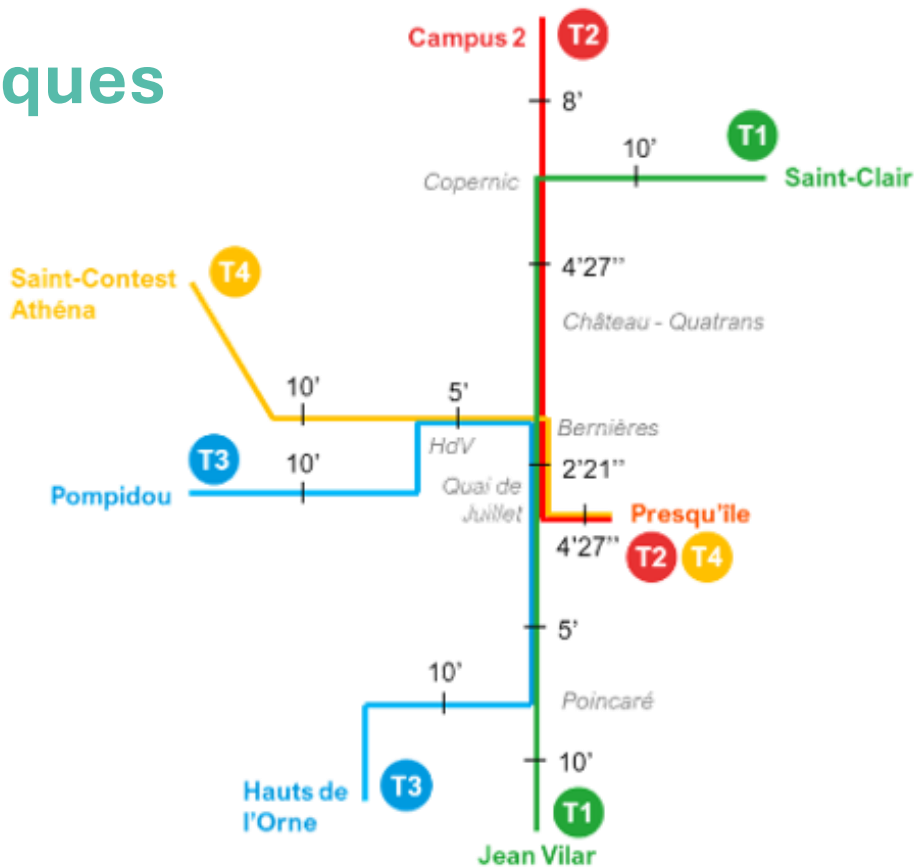 Campus 2
T2
ques
8’
T1
10’
Copernic
Saint-Clair
Saint-Contest
Athéna
T4
4’27’’
Château - Quatrans
10’
5’
Bernières
HdV
T3
10’
2’21’’
Pompidou
Quai de
Juillet
Presqu’île
4’27’’
T2
T4
5’
10’
Poincaré
10’
Hauts de
l’Orne
T3
T1
Jean Vilar